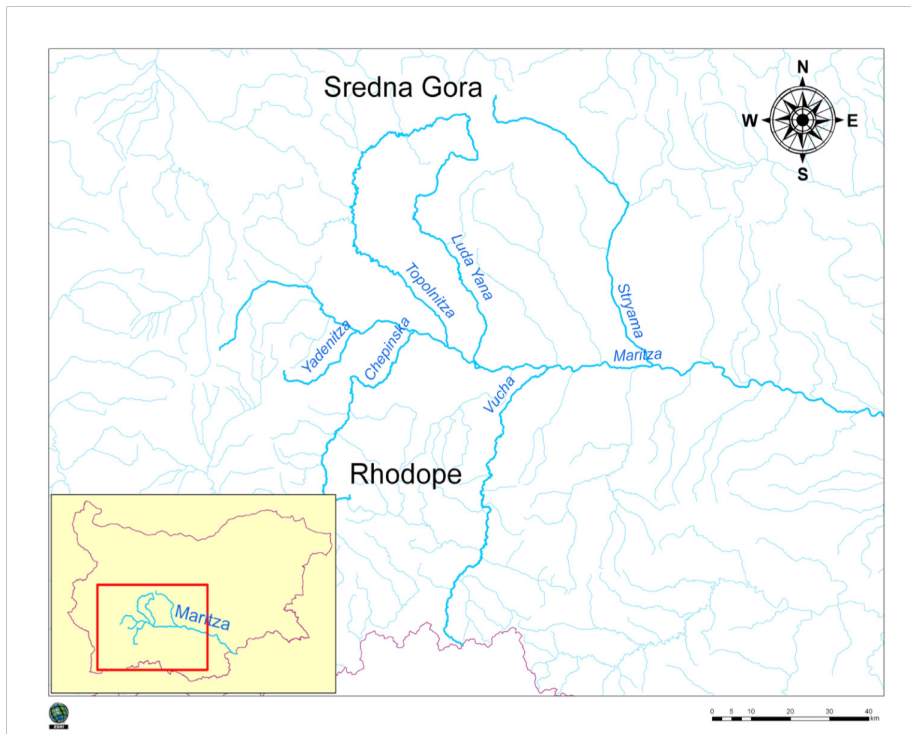 Sredna Gora
N
W
E
S
Luda Yana
Topolnitza
Stryama
Yadenitza
Chepinska
Maritza
Vucha
Rhodope
Maritza
ESRI
0 5 10 20 30 40
km